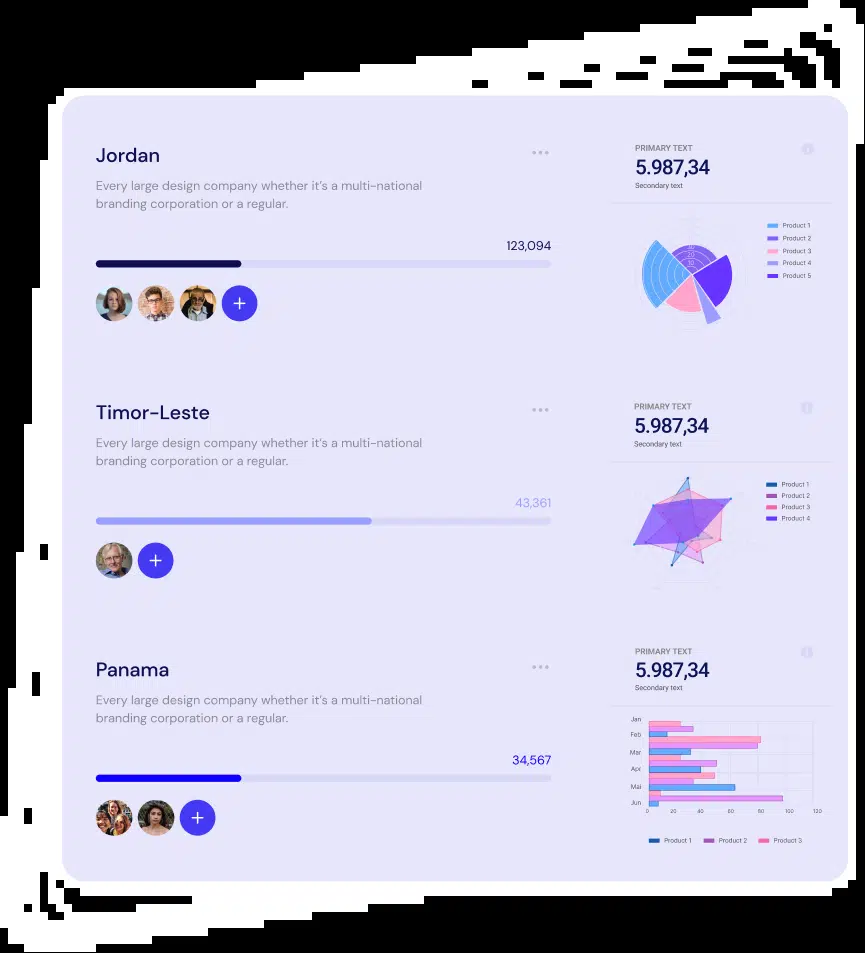 Jordan
Every large design company whether it's a multi-national
branding corporation or a regular.
123,094
PRIMARY TEXT
5.987,34
Secondary text
Product 1
Product 2
Product 3
Product 4
Product 5
Timor-Leste
Every large design company whether it's a multi-national
branding corporation or a regular.
43,361
PRIMARY TEXT
5.987,34
Secondary text
Product 1
Product 2
Product 3
Product 4
Panama
Every large design company whether it's a multi-national
branding corporation or a regular.
34,567
PRIMARY TEXT
5.987,34
Secondary text
Jan
Feb
Mar
Apr
Mai
Jun
0 20 40 60 80 100 120
Product 1 Product 2 Product 3